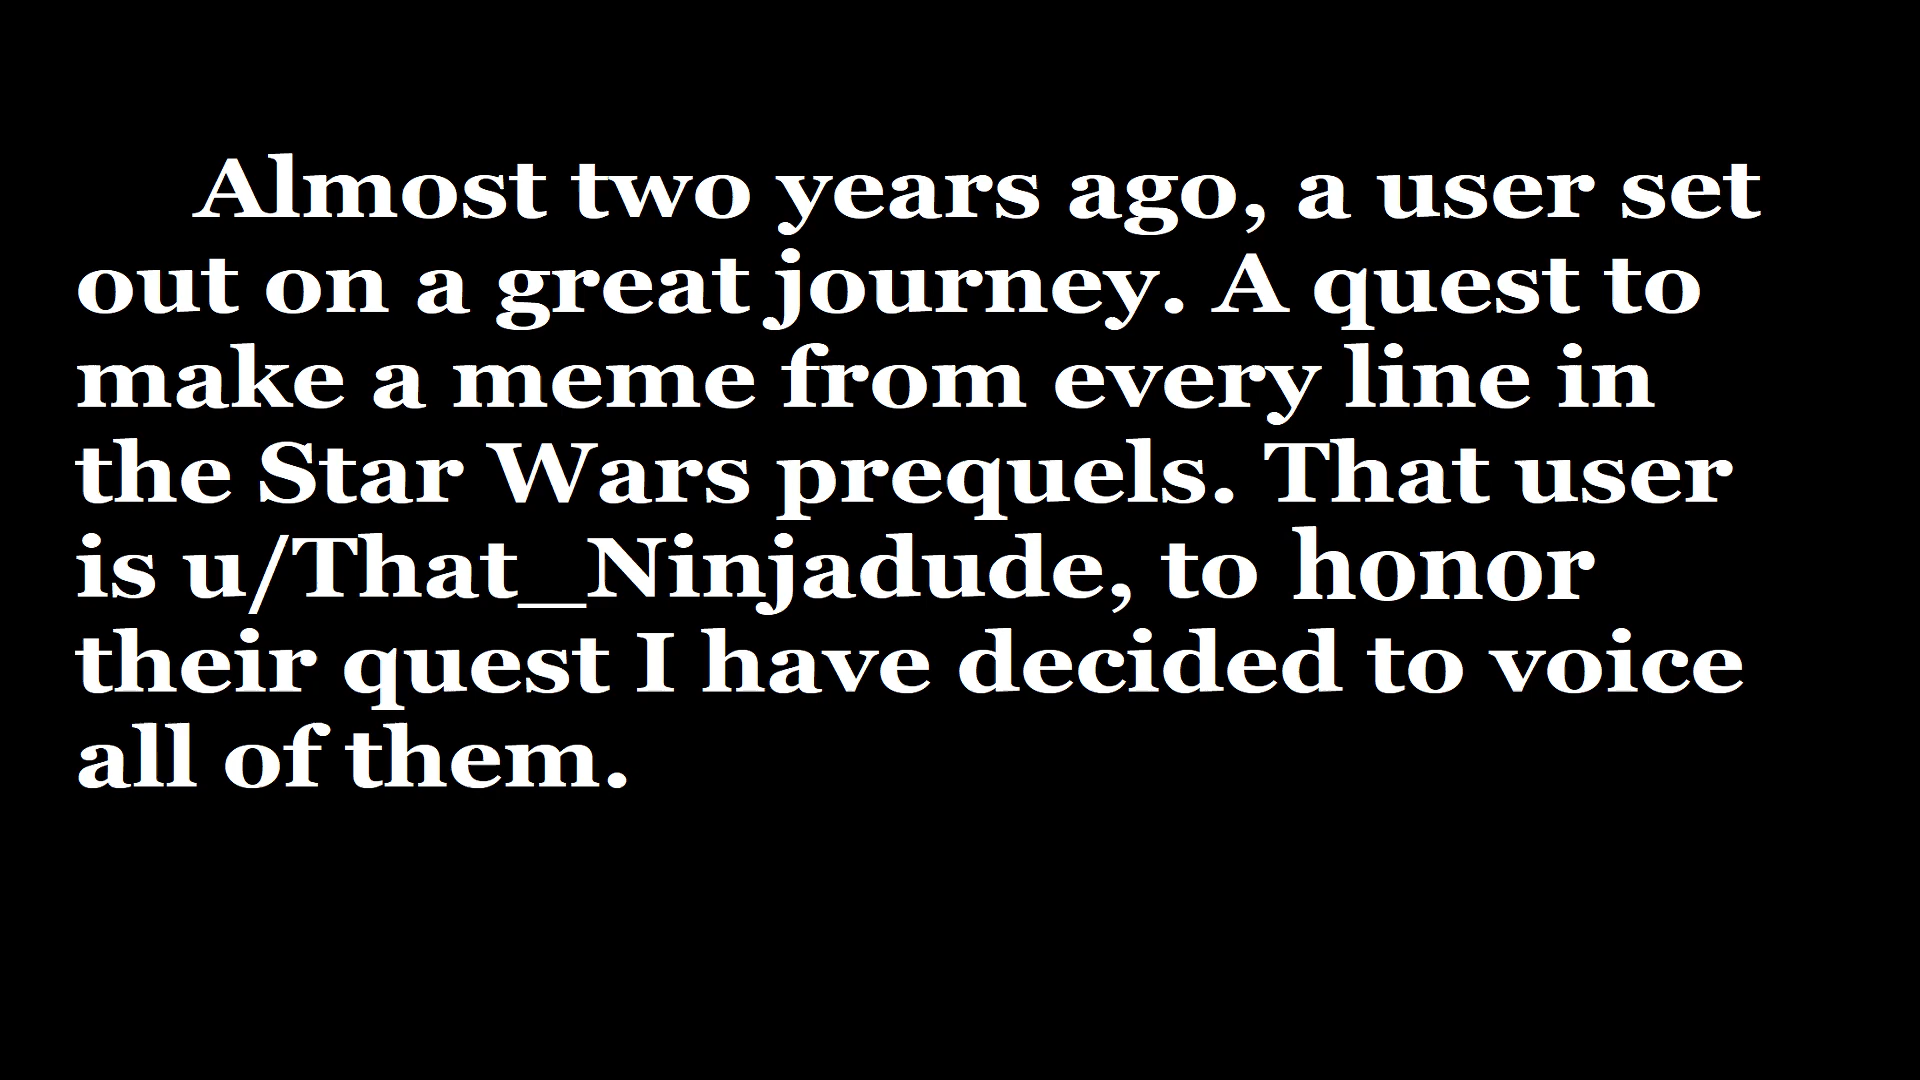 Almost two years ago, a user set
out on a great journey. A quest to
make a meme from every line in
the Star Wars prequels. That user
is u/That_Ninjadude, to honor
their quest I have decided to voice
all of them.